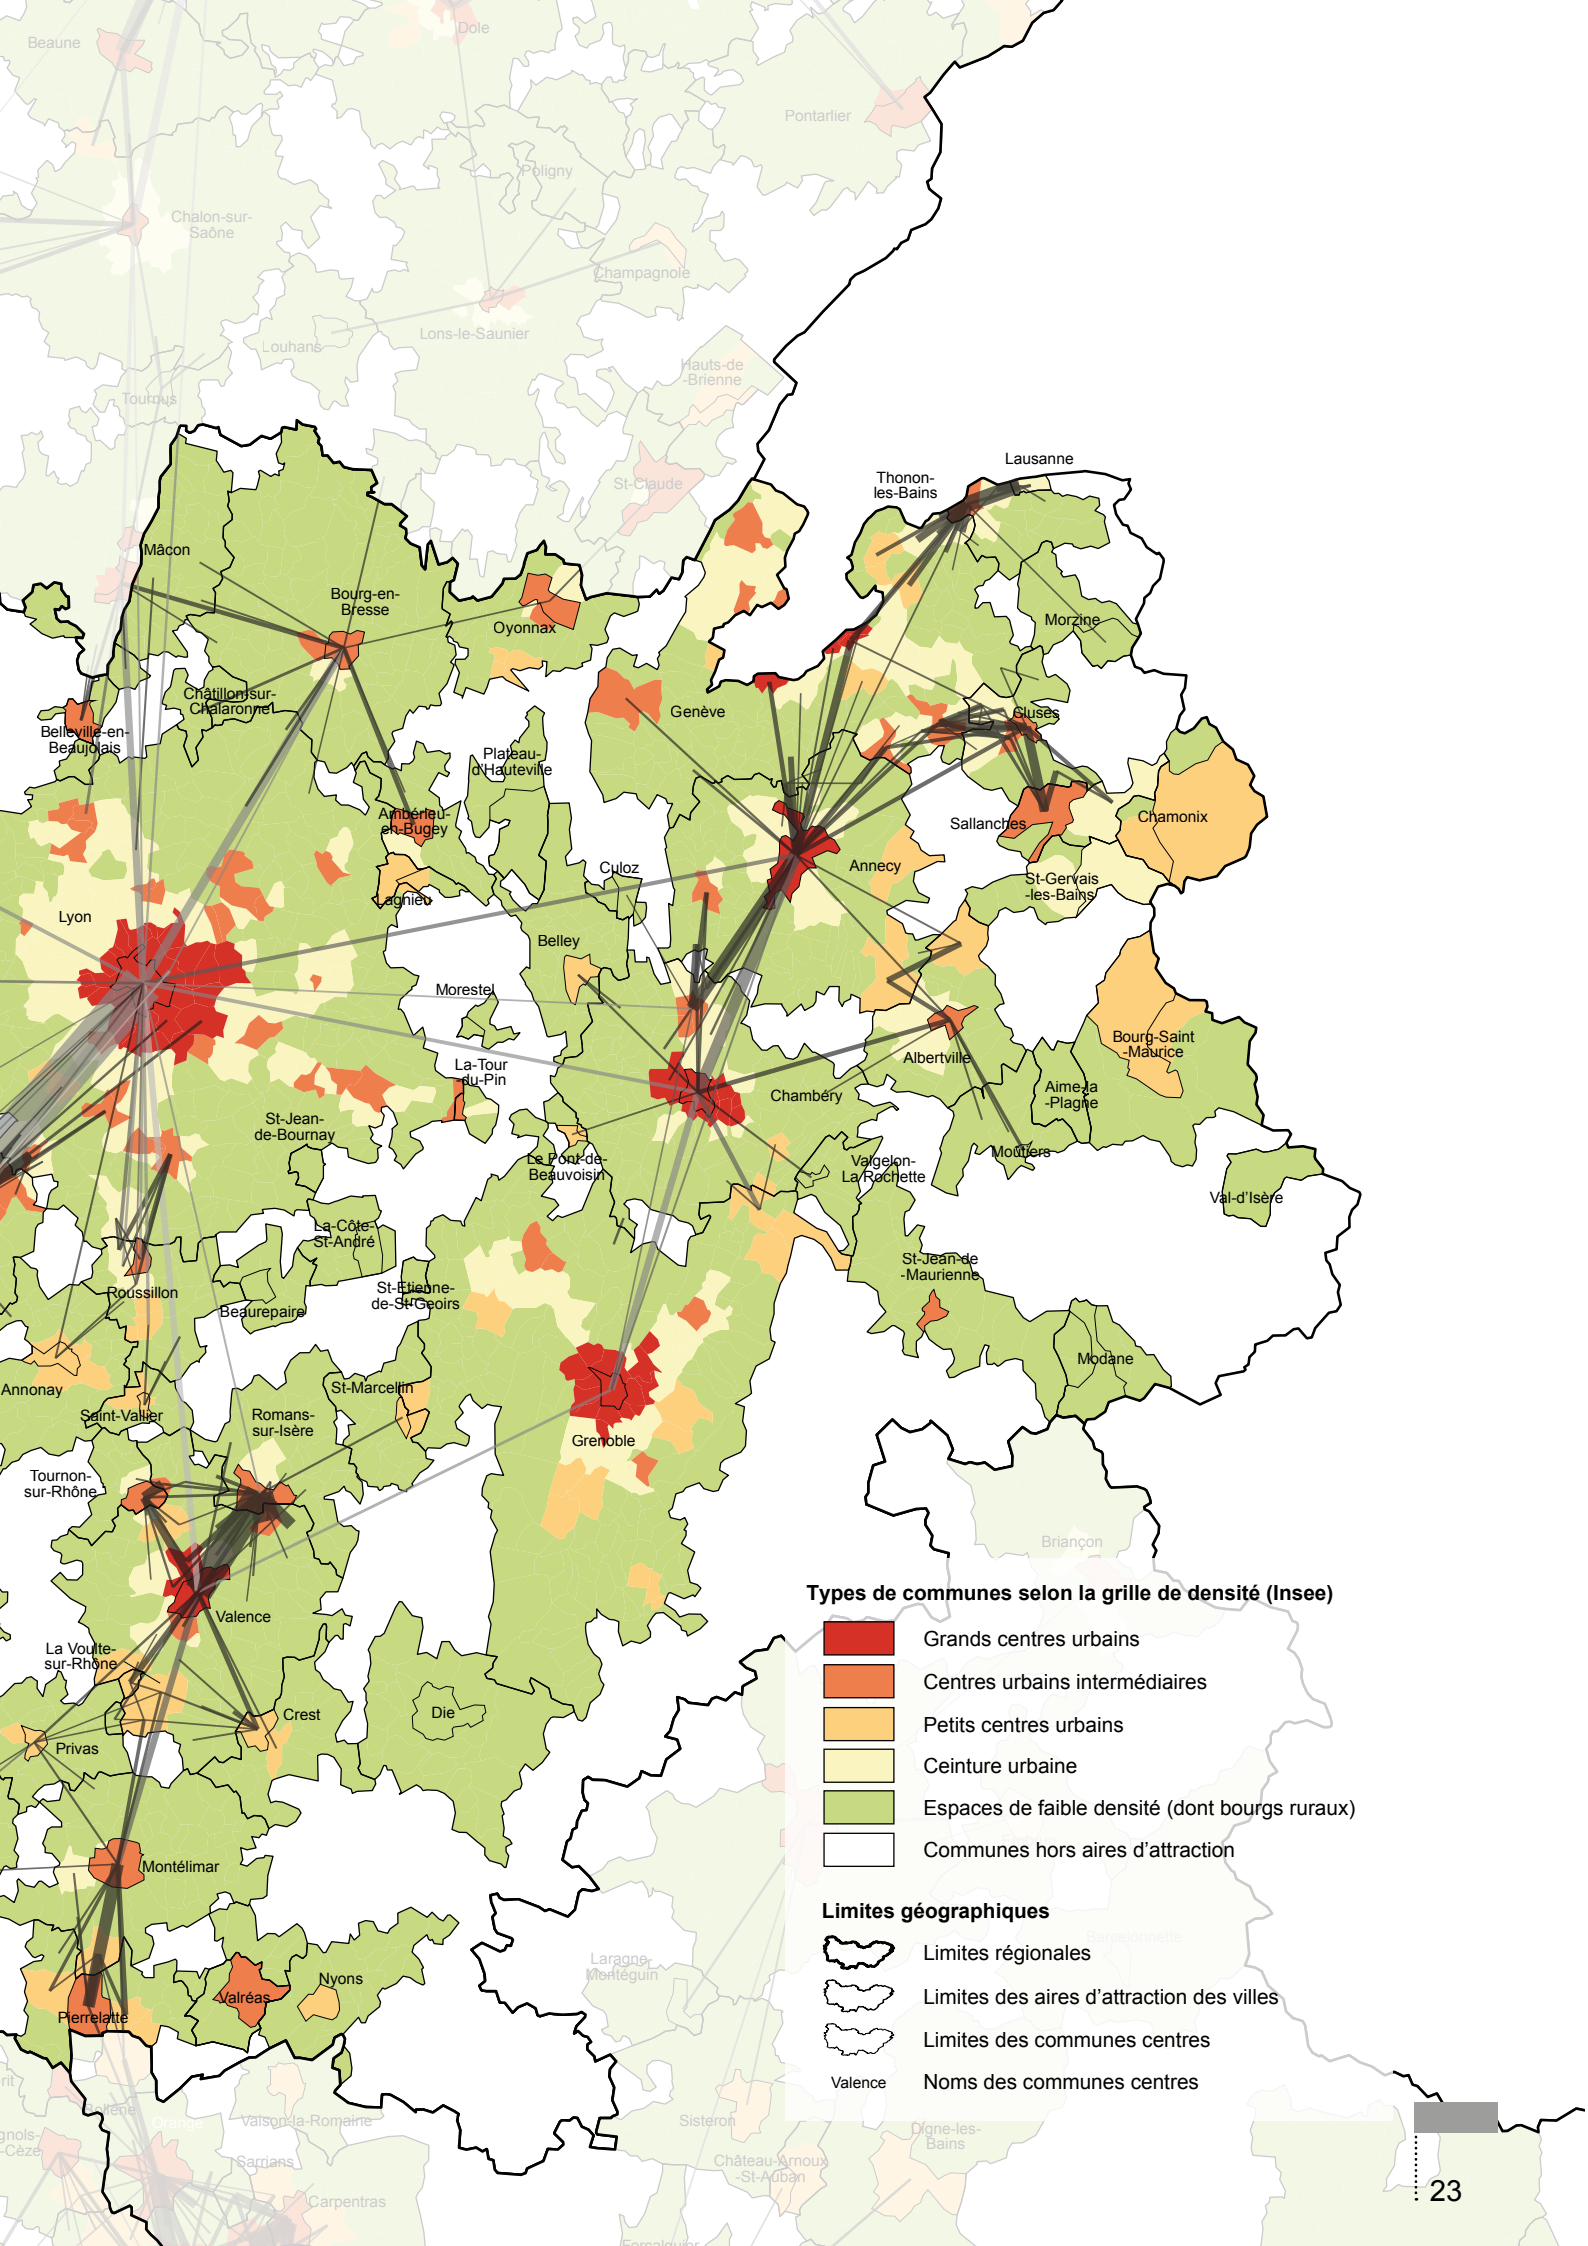 Beaune
Dole
Pontarlier
Poligny
Chalon-sur-
Saône
Champagnole
Lons-le-Saunier
Louhans
Hauts-de
-Brienne
Tournus
St-Claude
Lausanne
Thonon-
les-Bains
Mâcon
Bourg-en-
Bresse
Oyonnax
Morzine
Châtillon-sur-
Chalaronne
Genève
Cluses
Belleville-en-
Beaujolais
Plateau-
d'Hauteville
Ambérieu-
en-Bugey
Sallanches
Chamonix
Annecy
Culoz
St-Gervais
-les-Bains
Lagnieu
Lyon
Belley
Morestel
Bourg-Saint
-Maurice
Albertville
La-Tour
-du-Pin
Chambéry
Aime-la
-Plagne
St-Jean-
de-Bournay
Moûtiers
Le Pont-de-
Beauvoisin
Valgelon-
La Rochette
Val-d'Isère
La-Côte-
St-André
St-Jean-de
-Maurienne
Roussillon
St-Etienne-
de-St-Geoirs
Beaurepaire
Modane
Annonay
St-Marcellin
Saint-Vallier
Romans-
sur-Isère
Grenoble
Tournon-
sur-Rhône
Briançon
Valence
La Voulte-
sur-Rhône
Crest
Die
Privas
Montélimar
Nyons
Valréas
Pierrelatte
Types de communes selon la grille de densité (Insee)
Grands centres urbains
Centres urbains intermédiaires
Petits centres urbains
Ceinture urbaine
Espaces de faible densité (dont bourgs ruraux)
Communes hors aires d'attraction
Limites géographiques
Limites régionales
Limites des aires d'attraction des villes
Limites des communes centres
Valence Noms des communes centres
Barcelonnette
Laragne-
Montéguin
Bollène
Orange
Vaison-la-Romaine
Sisteron
Digne-les-
Bains
gnols-
-Cèze
Sarrians
Château-Arnoux
-St-Auban
Carpentras
Forcalquier
23